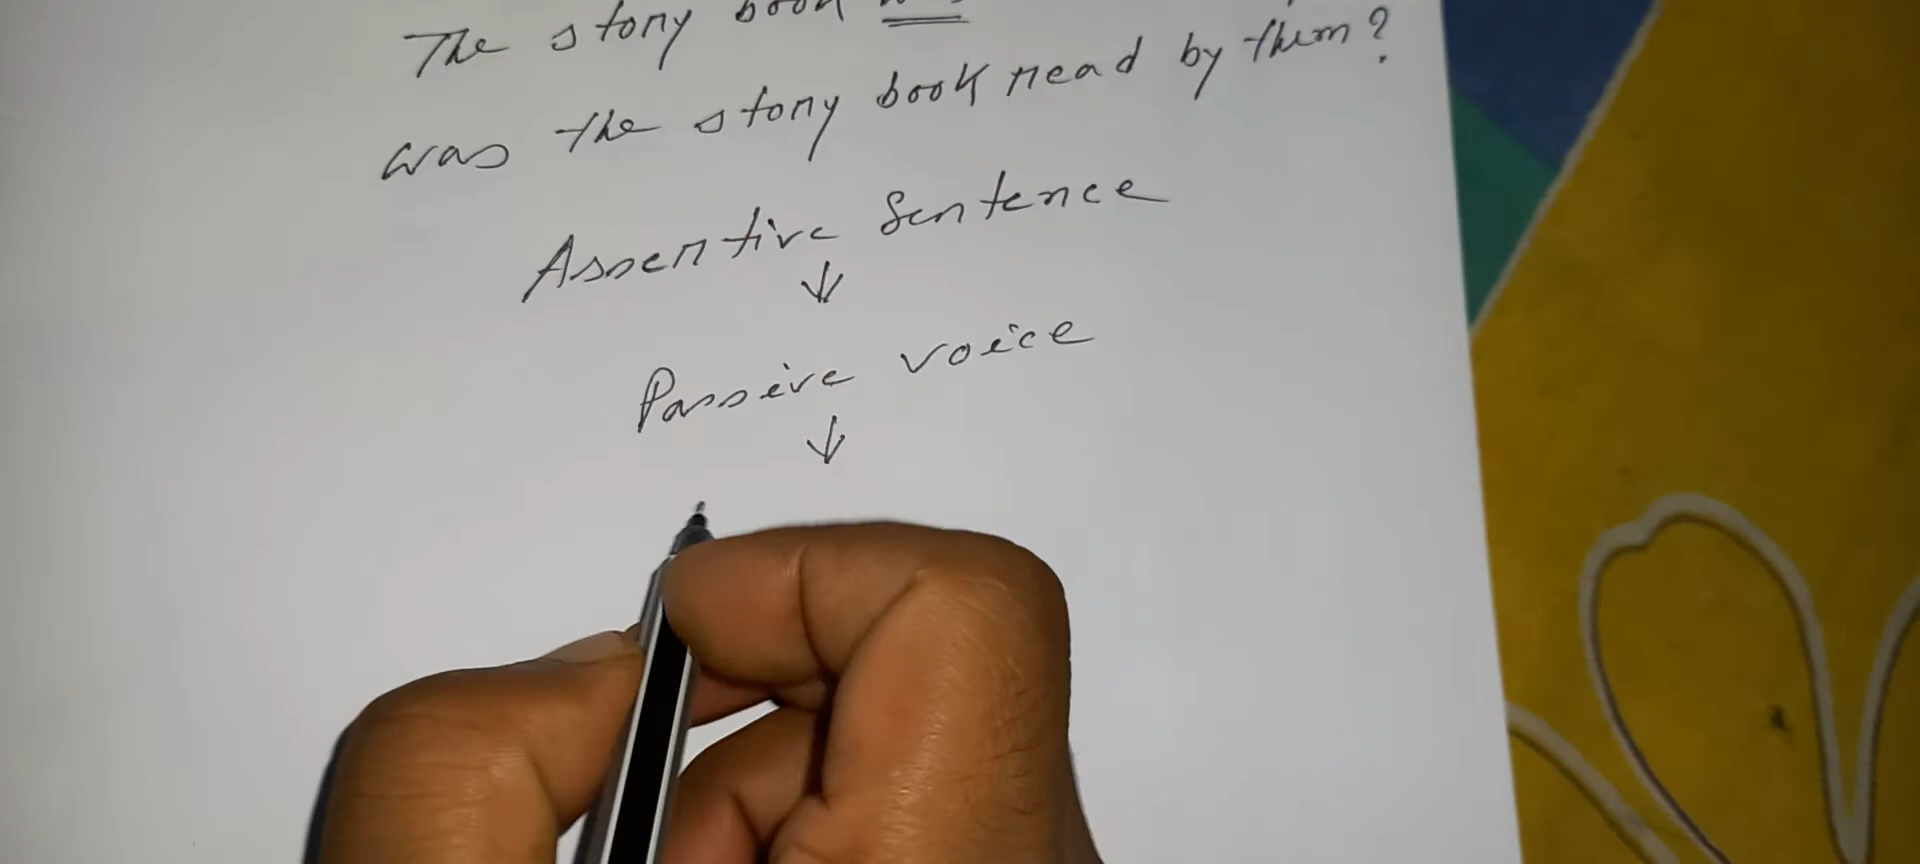 The story book
was the story book read by them?
Assertive Sentence
↓
Passive voice
↓